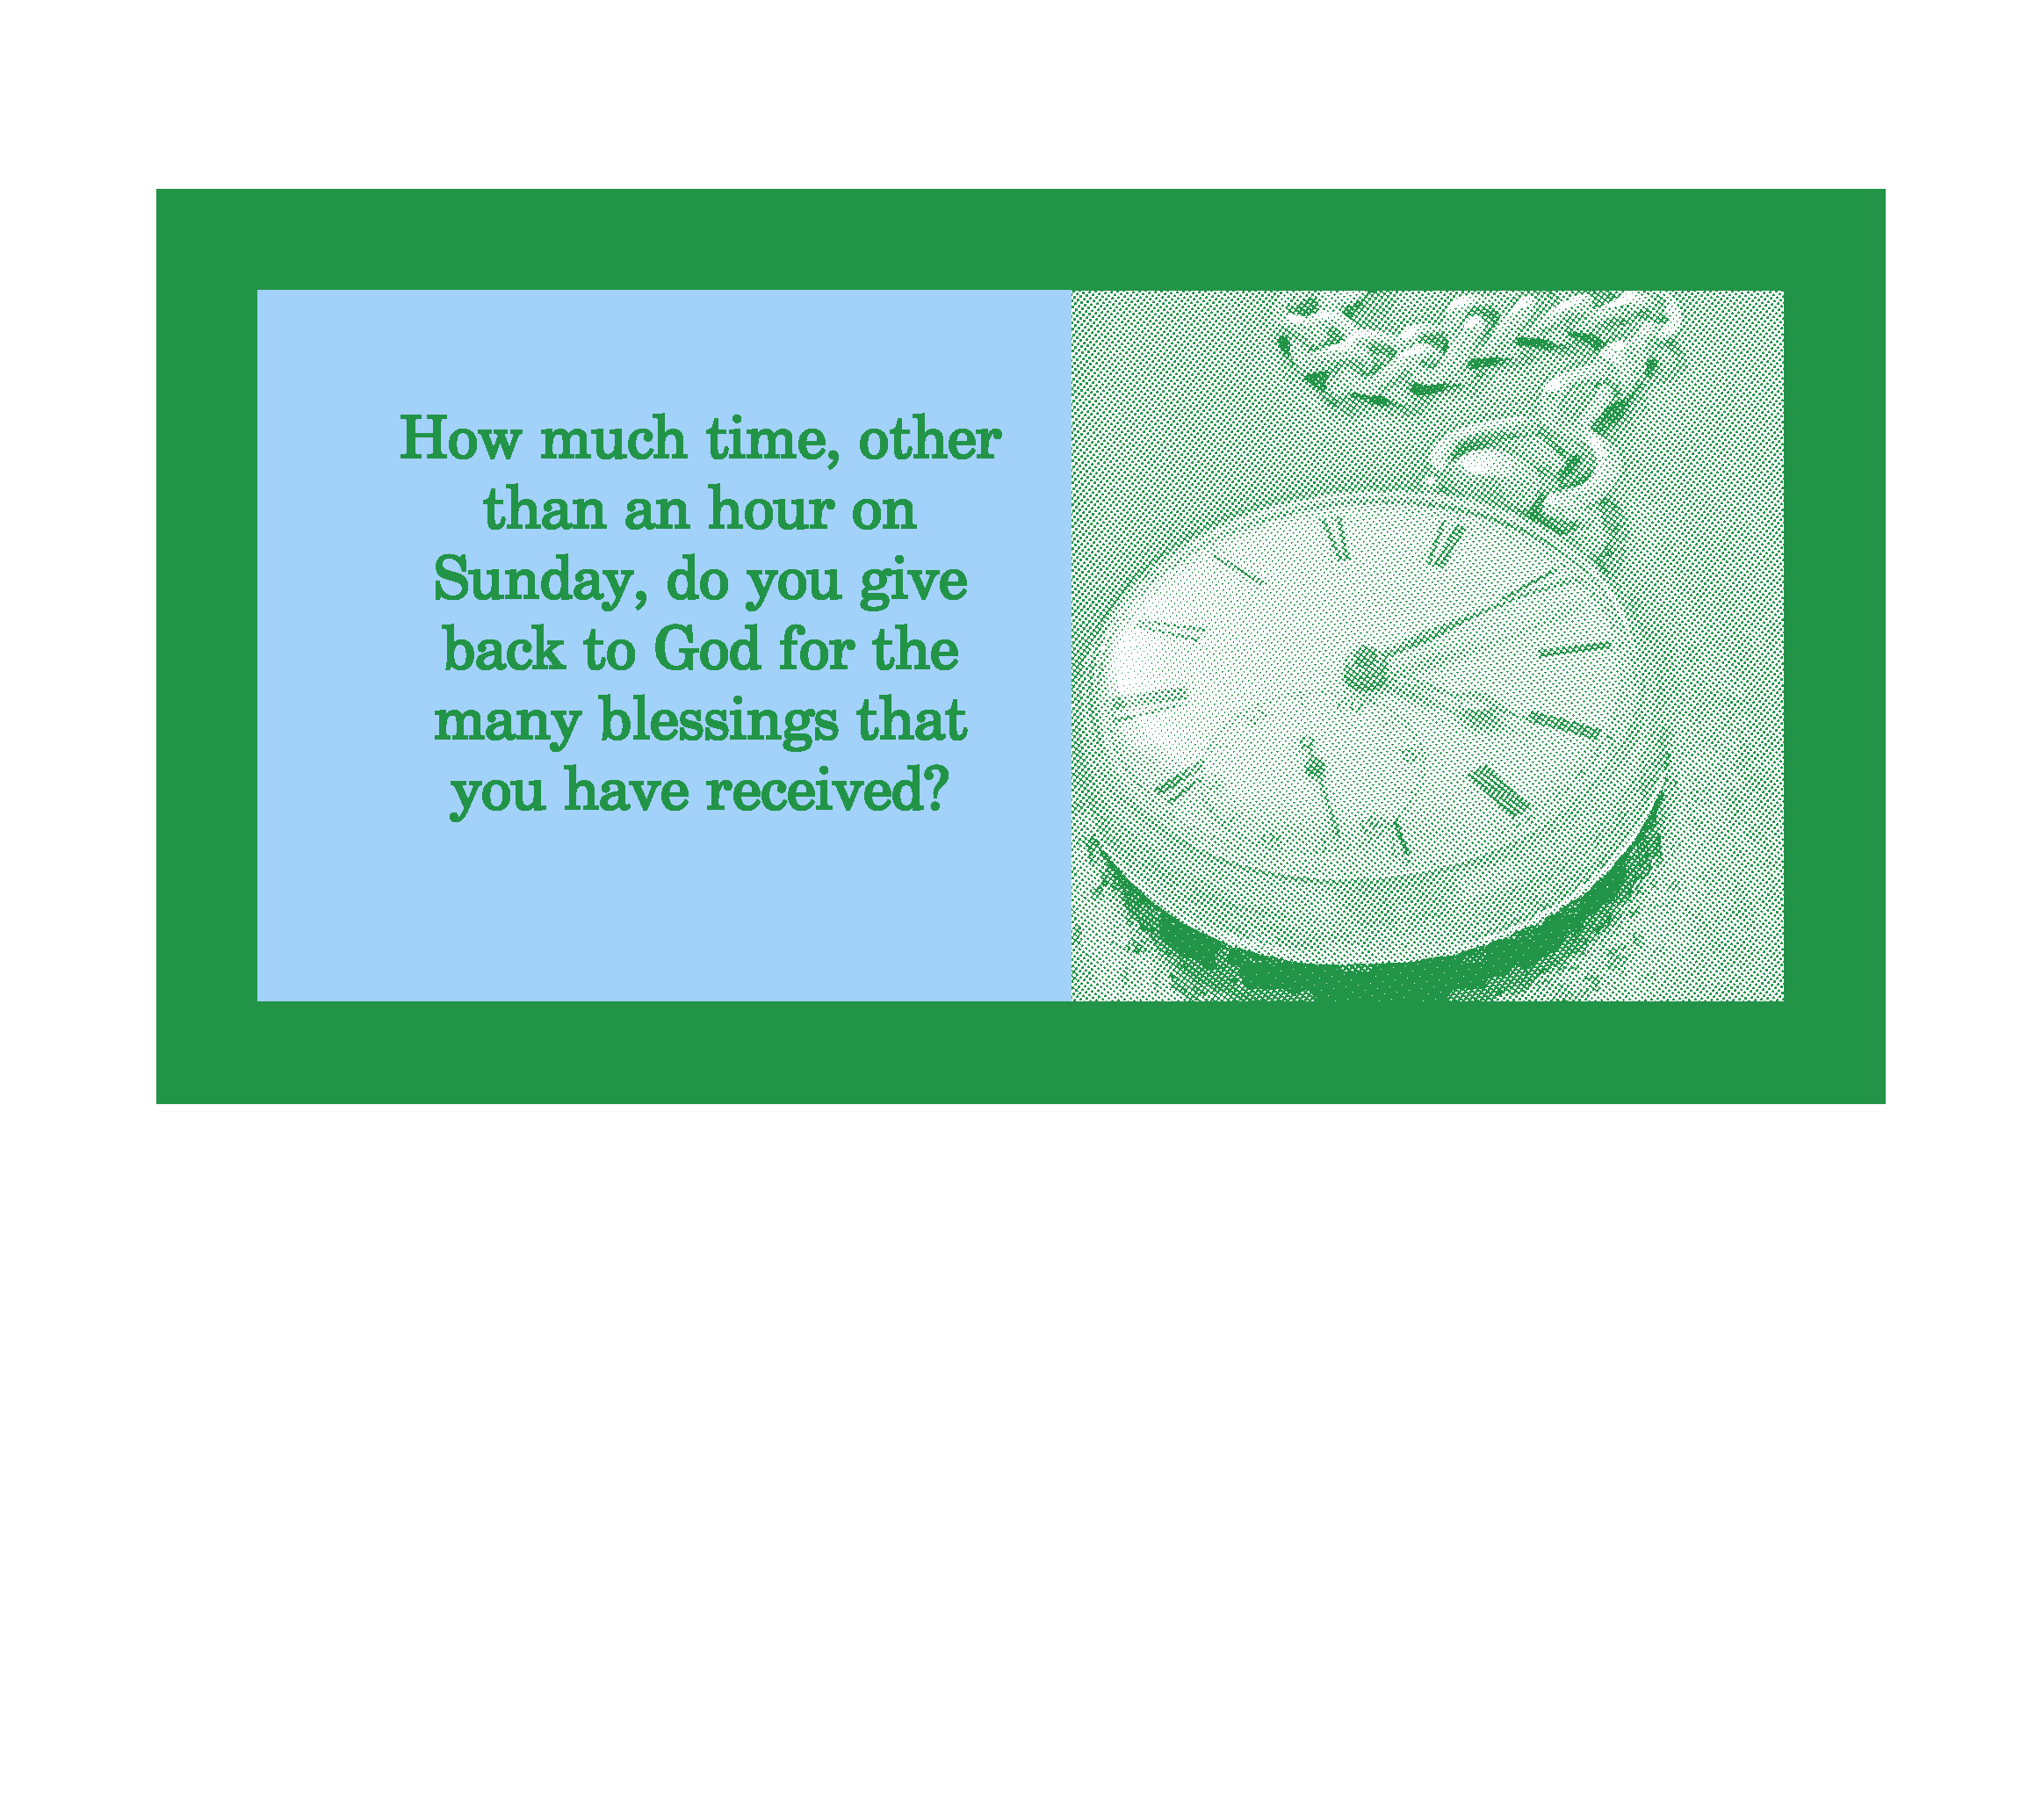 How much time, other
than an hour on
Sunday, do you give
back to God for the
many blessings that
you have received?